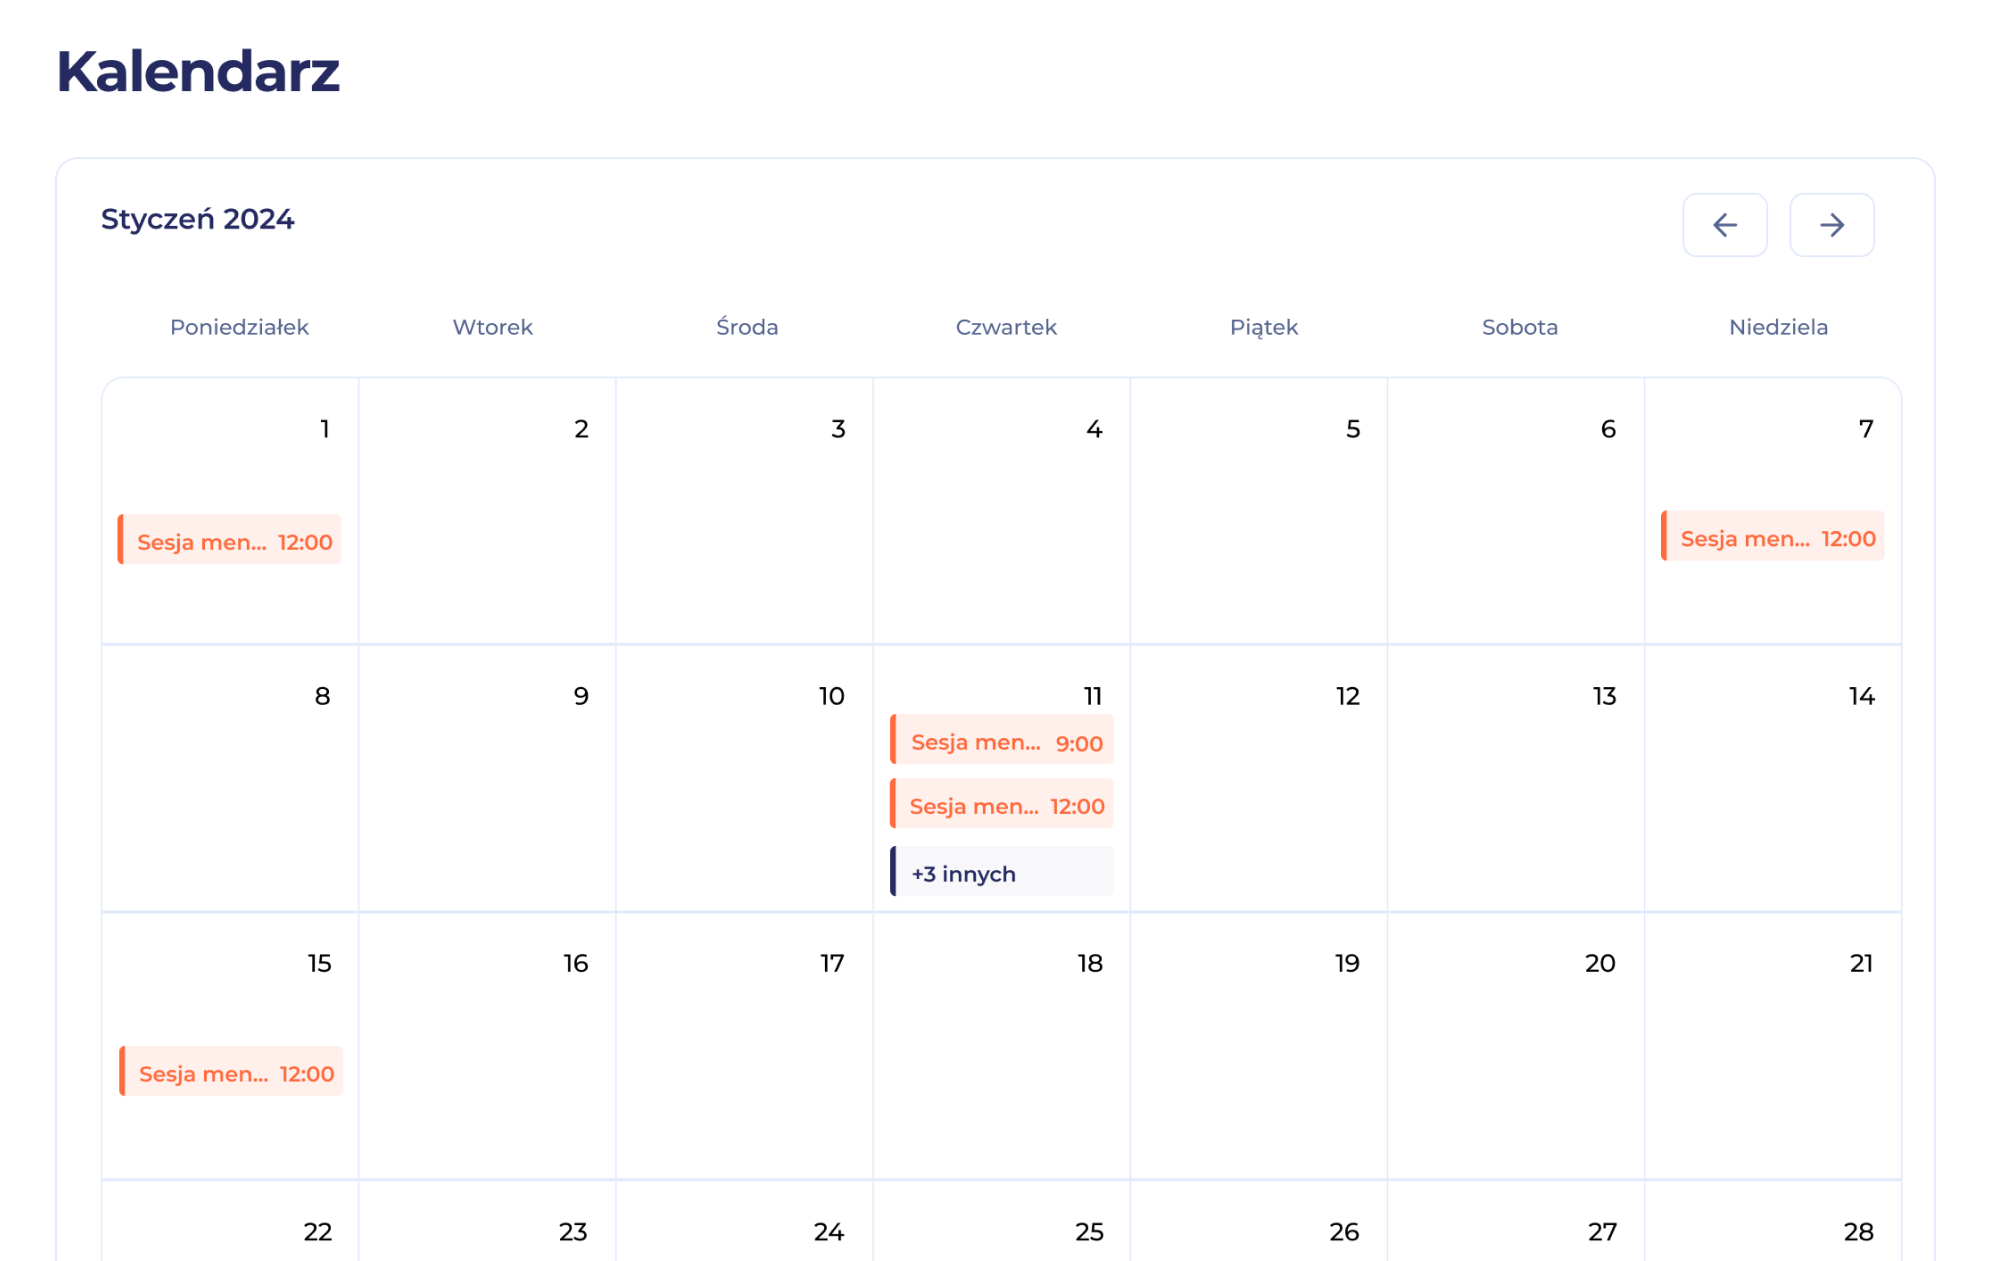 Kalendarz
Styczeń 2024
Poniedziałek Wtorek Środa Czwartek Piątek Sobota Niedziela
1 2 3 4 5 6 7
Sesja men... 12:00 Sesja men... 12:00
8 9 10 11 12 13 14
Sesja men... 9:00
Sesja men... 12:00
+3 innych
15 16 17 18 19 20 21
Sesja men... 12:00
22 23 24 25 26 27 28